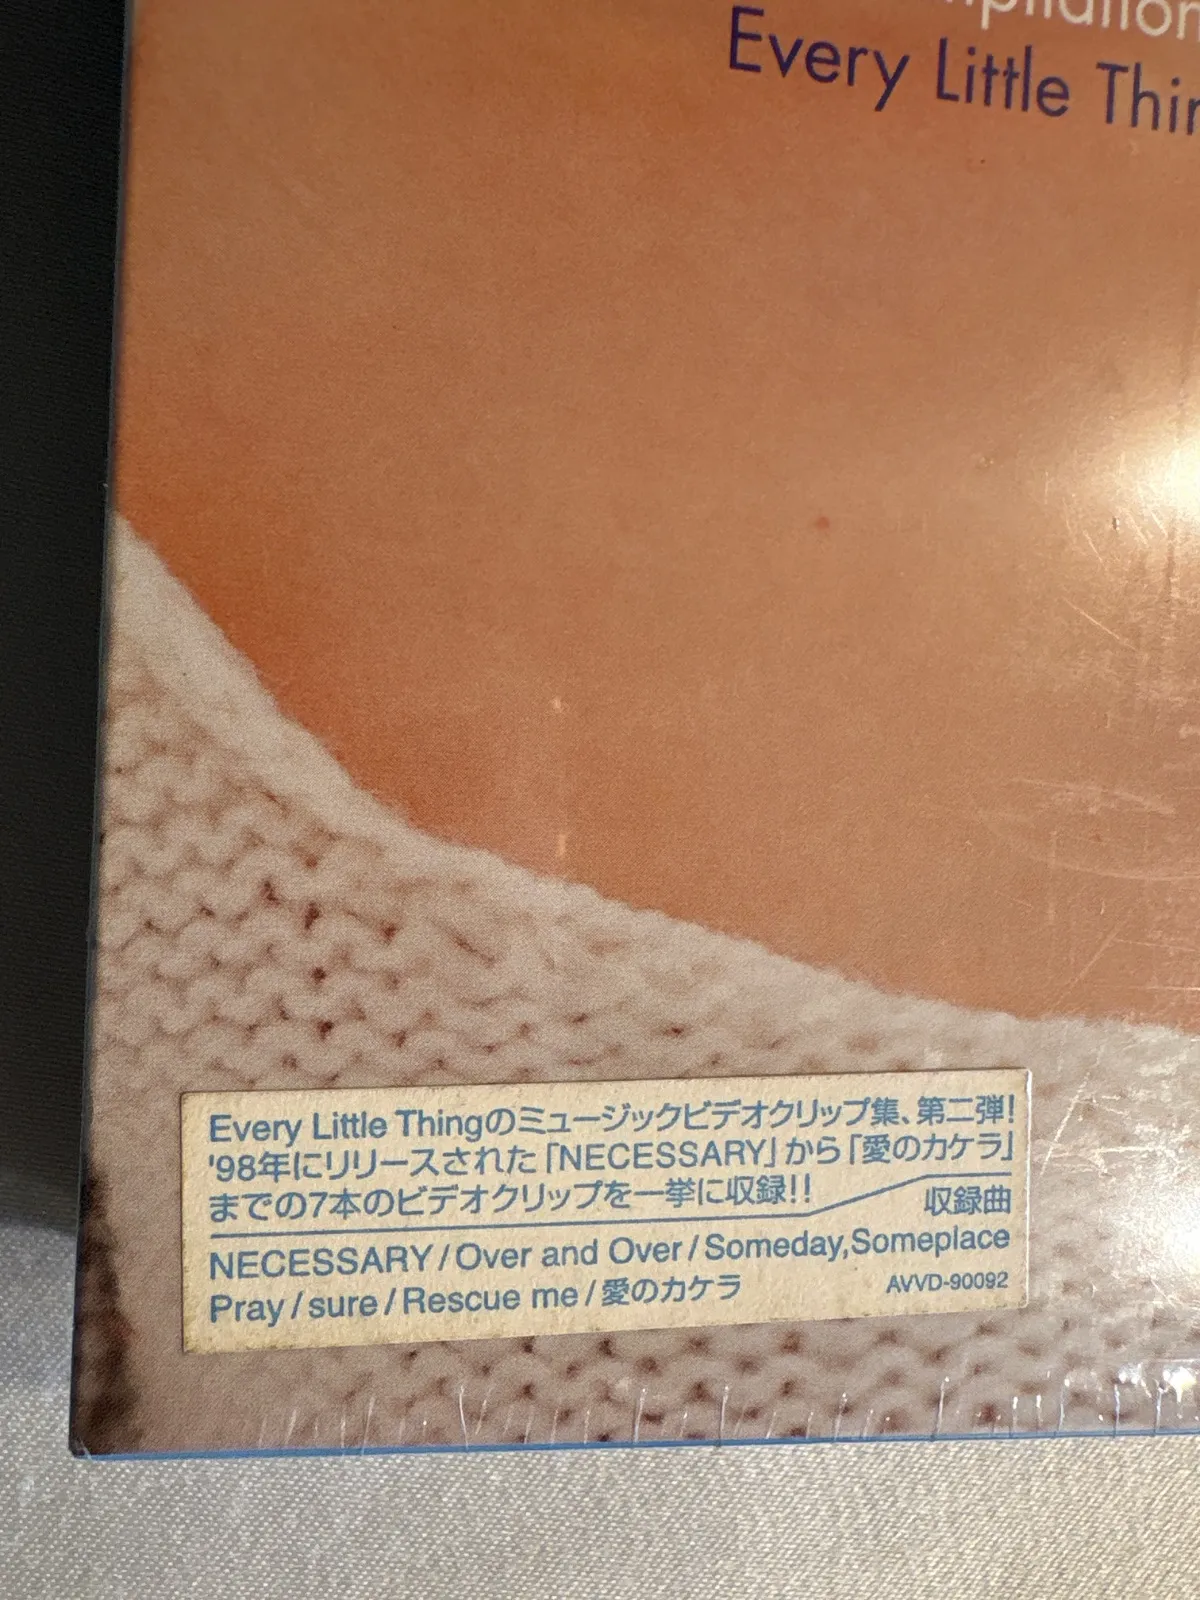 Every Little
Every Little Thingのミュージックビデオクリップ集、第二弾!
'98年にリリースされた「NECESSARY」から「愛のカケラ」
までの7本のビデオクリップを一挙に収録!!
収録曲
NECESSARY/Over and Over/Someday,Someplace
Pray/sure/Rescue me/愛のカケラ AVVD-90092